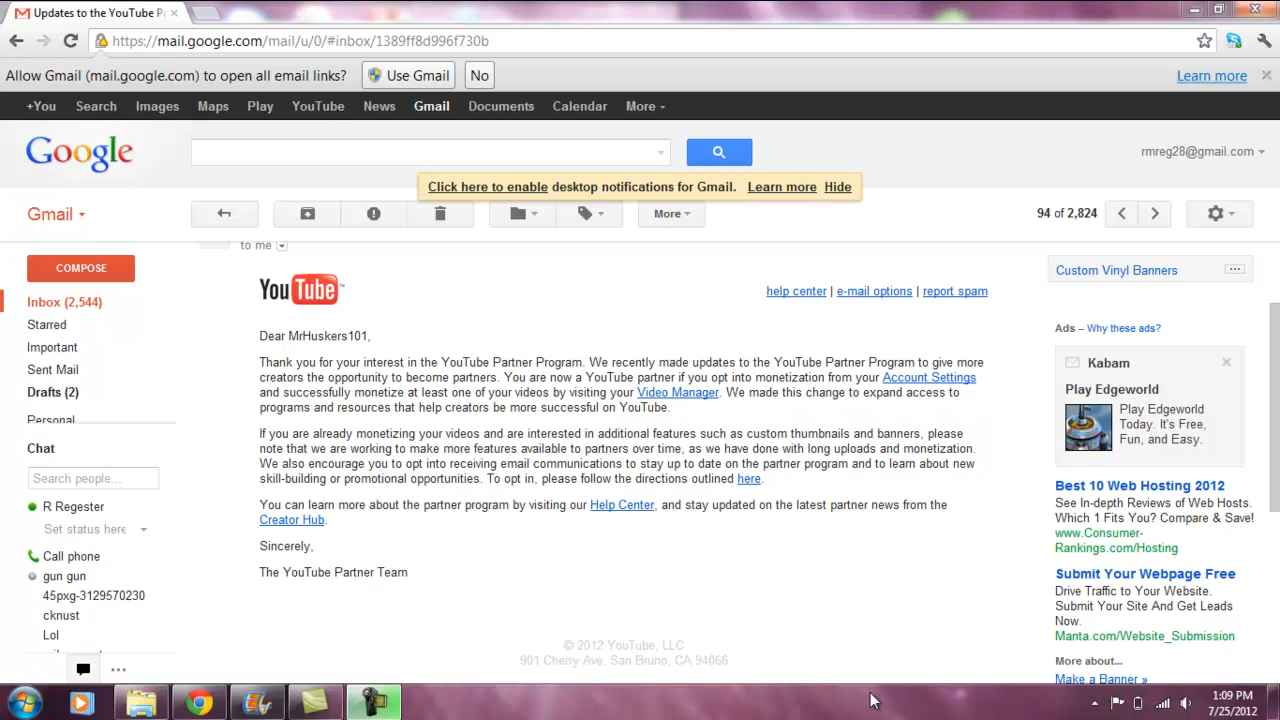 Updates to the YouTube P
https://mail.google.com/mail/u/0/#inbox/1389ff8d996f730b
Allow Gmail (mail.google.com) to open all email links? Use Gmail No Learn more
+You Search Images Maps Play YouTube News Gmail Documents Calendar More
Google
rmreg28@gmail.com
Click here to enable desktop notifications for Gmail. Learn more Hide
Gmail
More
94 of 2,824
to me
COMPOSE
Inbox (2,544)
Starred
Important
Sent Mail
Drafts (2)
Personal
Chat
Search people...
R Regester
Set status here
Call phone
gun gun
45pxg-3129570230
cknust
Lol
YouTube
help center | e-mail options | report spam
Dear MrHuskers101,
Thank you for your interest in the YouTube Partner Program. We recently made updates to the YouTube Partner Program to give more
creators the opportunity to become partners. You are now a YouTube partner if you opt into monetization from your Account Settings
and successfully monetize at least one of your videos by visiting your Video Manager. We made this change to expand access to
programs and resources that help creators be more successful on YouTube.
If you are already monetizing your videos and are interested in additional features such as custom thumbnails and banners, please
note that we are working to make more features available to partners over time, as we have done with long uploads and monetization.
We also encourage you to opt into receiving email communications to stay up to date on the partner program and to learn about new
skill-building or promotional opportunities. To opt in, please follow the directions outlined here.
You can learn more about the partner program by visiting our Help Center, and stay updated on the latest partner news from the
Creator Hub.
Sincerely,
The YouTube Partner Team
© 2012 YouTube, LLC
901 Cherry Ave, San Bruno, CA 94066
Custom Vinyl Banners
Ads – Why these ads?
Kabam
Play Edgeworld
Play Edgeworld
Today. It's Free,
Fun, and Easy.
Best 10 Web Hosting 2012
See In-depth Reviews of Web Hosts.
Which 1 Fits You? Compare & Save!
www.Consumer-
Rankings.com/Hosting
Submit Your Webpage Free
Drive Traffic to Your Website.
Submit Your Site And Get Leads
Now.
Manta.com/Website_Submission
More about...
Make a Banner »
1:09 PM
7/25/2012